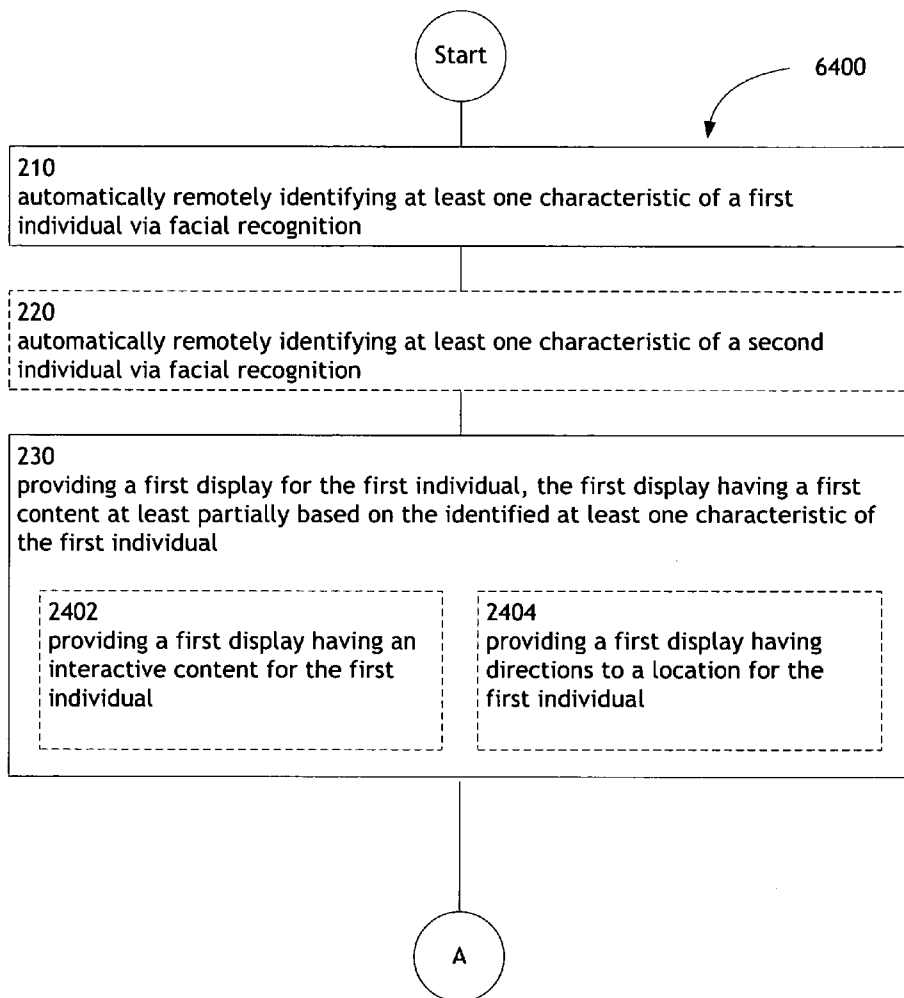 Start
6400
210
automatically remotely identifying at least one characteristic of a first
individual via facial recognition
220
automatically remotely identifying at least one characteristic of a second
individual via facial recognition
230
providing a first display for the first individual, the first display having a first
content at least partially based on the identified at least one characteristic of
the first individual
2402
providing a first display having an
interactive content for the first
individual
2404
providing a first display having
directions to a location for the
first individual
A